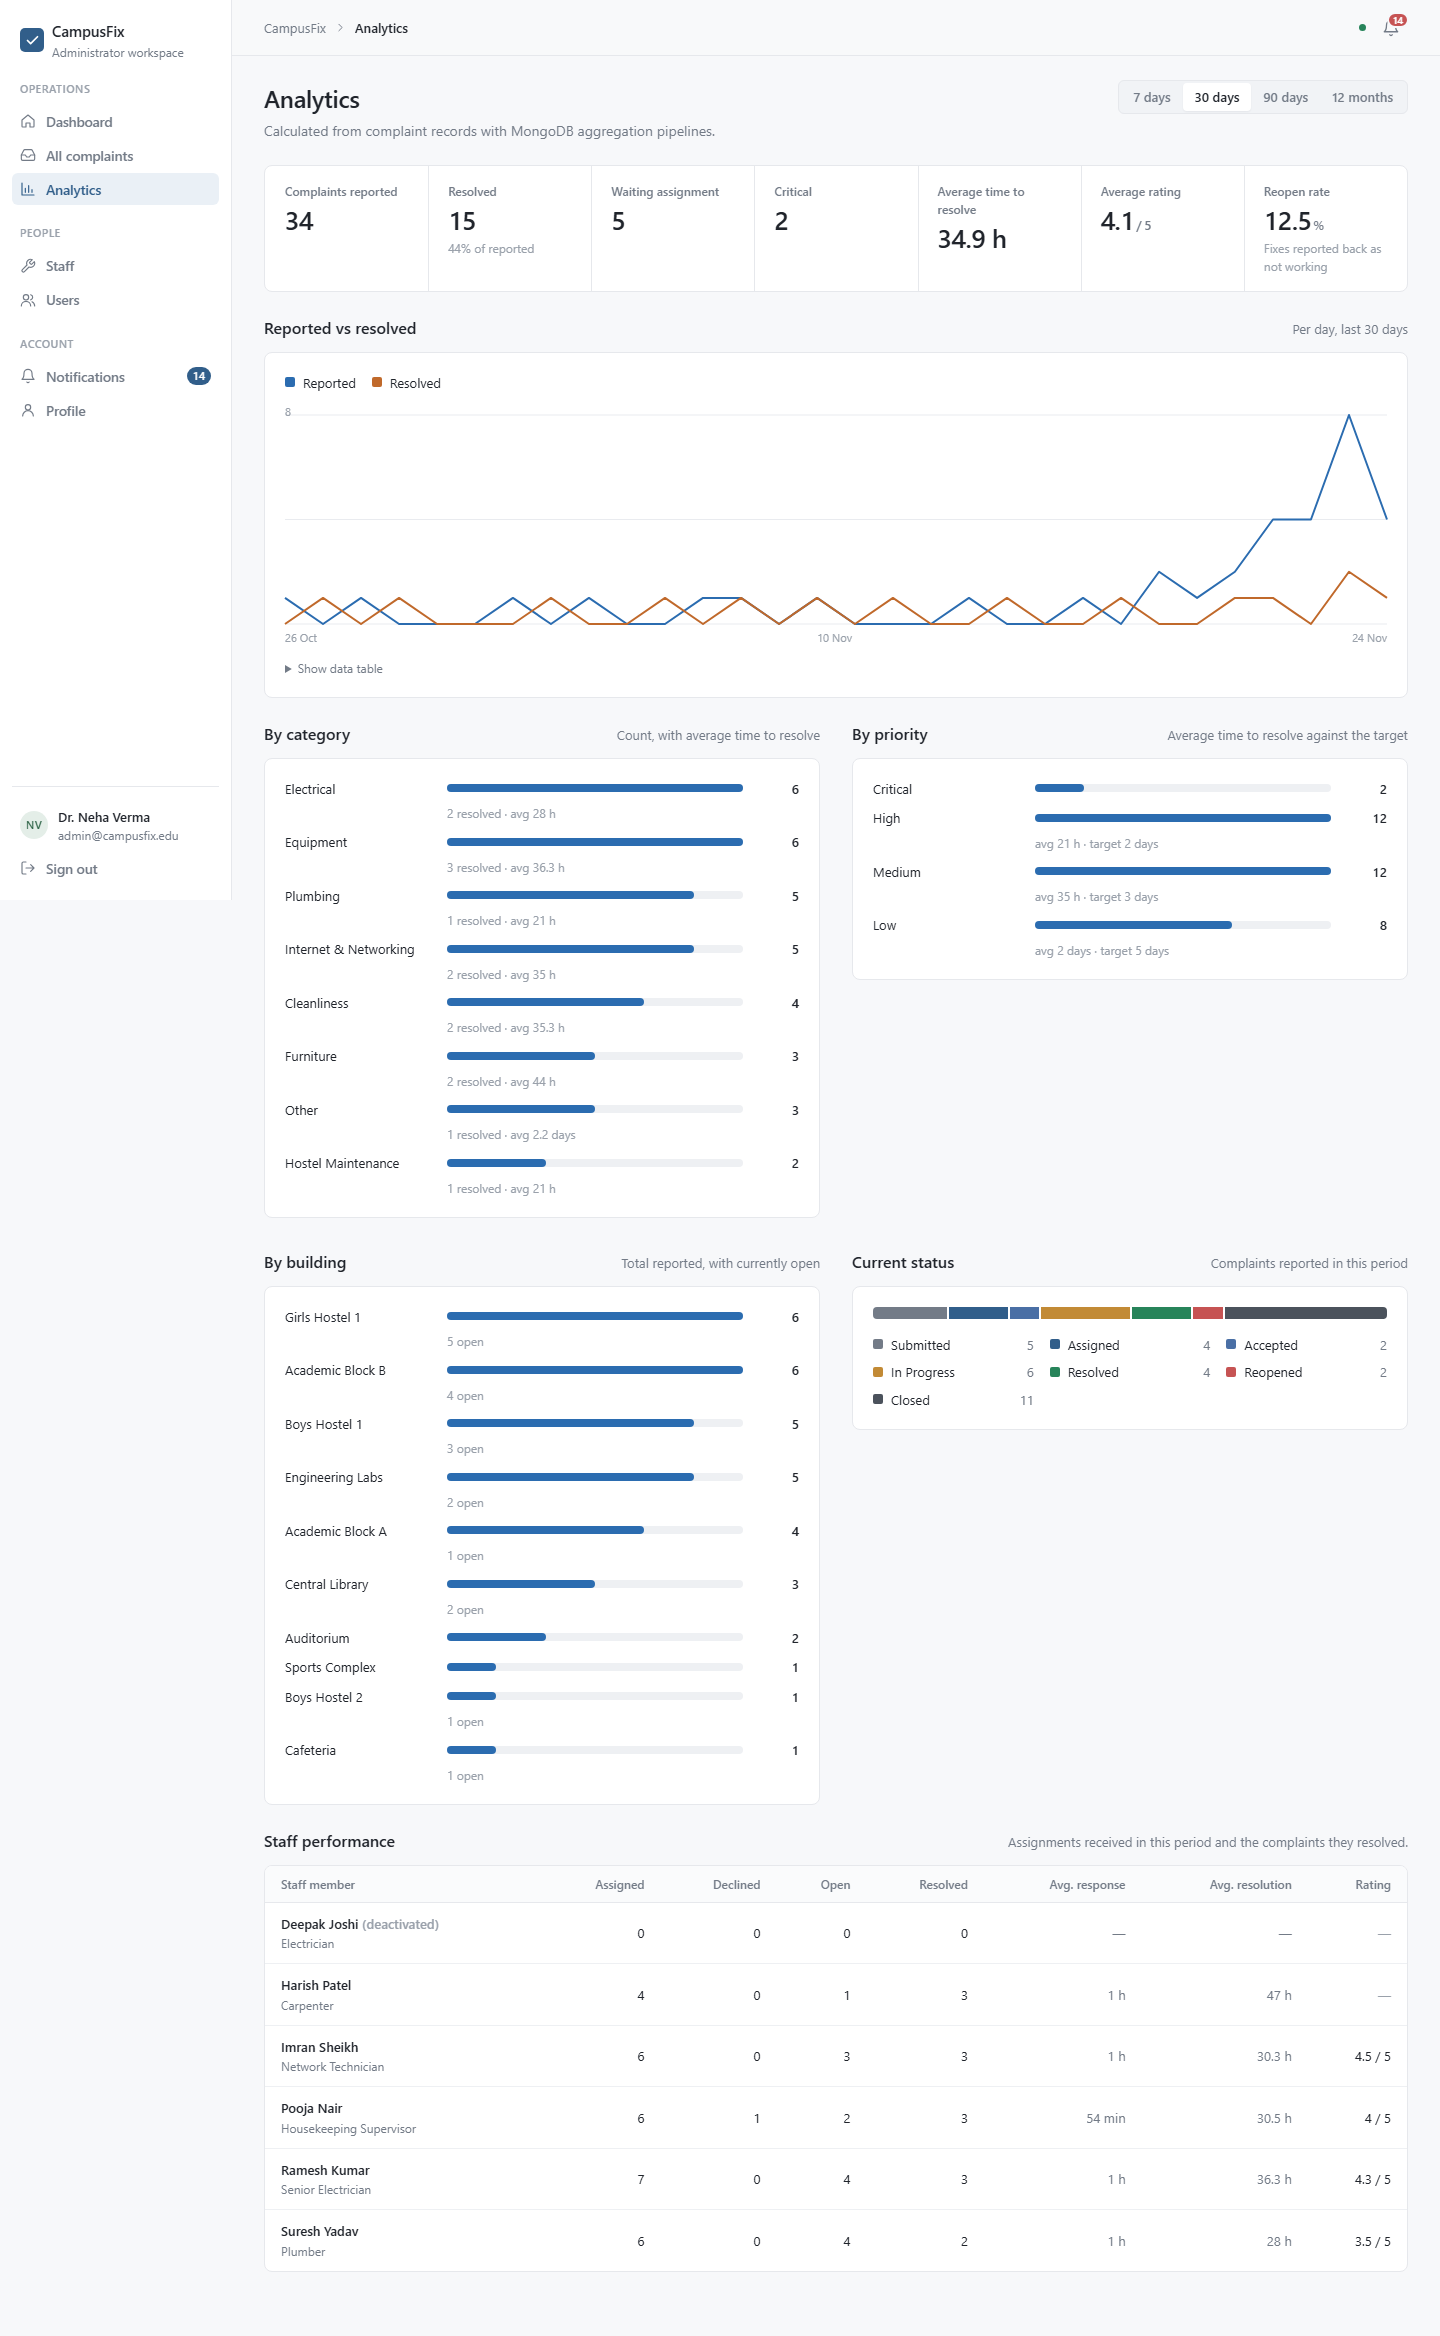 CampusFix
Administrator workspace
OPERATIONS
Dashboard
All complaints
Analytics
PEOPLE
Staff
Users
ACCOUNT
Notifications 14
Profile
NV
Dr. Neha Verma
admin@campusfix.edu
Sign out
CampusFix > Analytics
14
Analytics
7 days 30 days 90 days 12 months
Calculated from complaint records with MongoDB aggregation pipelines.
Complaints reported
34
Resolved
15
44% of reported
Waiting assignment
5
Critical
2
Average time to
resolve
34.9 h
Average rating
4.1 / 5
Reopen rate
12.5 %
Fixes reported back as
not working
Reported vs resolved Per day, last 30 days
Reported Resolved
8
26 Oct 10 Nov 24 Nov
Show data table
By category Count, with average time to resolve
Electrical 6
2 resolved · avg 28 h
Equipment 6
3 resolved · avg 36.3 h
Plumbing 5
1 resolved · avg 21 h
Internet & Networking 5
2 resolved · avg 35 h
Cleanliness 4
2 resolved · avg 35.3 h
Furniture 3
2 resolved · avg 44 h
Other 3
1 resolved · avg 2.2 days
Hostel Maintenance 2
1 resolved · avg 21 h
By priority Average time to resolve against the target
Critical 2
High 12
avg 21 h · target 2 days
Medium 12
avg 35 h · target 3 days
Low 8
avg 2 days · target 5 days
By building Total reported, with currently open
Girls Hostel 1 6
5 open
Academic Block B 6
4 open
Boys Hostel 1 5
3 open
Engineering Labs 5
2 open
Academic Block A 4
1 open
Central Library 3
2 open
Auditorium 2
Sports Complex 1
Boys Hostel 2 1
1 open
Cafeteria 1
1 open
Current status Complaints reported in this period
Submitted 5 Assigned 4 Accepted 2
In Progress 6 Resolved 4 Reopened 2
Closed 11
Staff performance Assignments received in this period and the complaints they resolved.
Staff member Assigned Declined Open Resolved Avg. response Avg. resolution Rating
Deepak Joshi (deactivated)
Electrician
0 0 0 0 — — —
Harish Patel
Carpenter
4 0 1 3 1 h 47 h —
Imran Sheikh
Network Technician
6 0 3 3 1 h 30.3 h 4.5 / 5
Pooja Nair
Housekeeping Supervisor
6 1 2 3 54 min 30.5 h 4 / 5
Ramesh Kumar
Senior Electrician
7 0 4 3 1 h 36.3 h 4.3 / 5
Suresh Yadav
Plumber
6 0 4 2 1 h 28 h 3.5 / 5